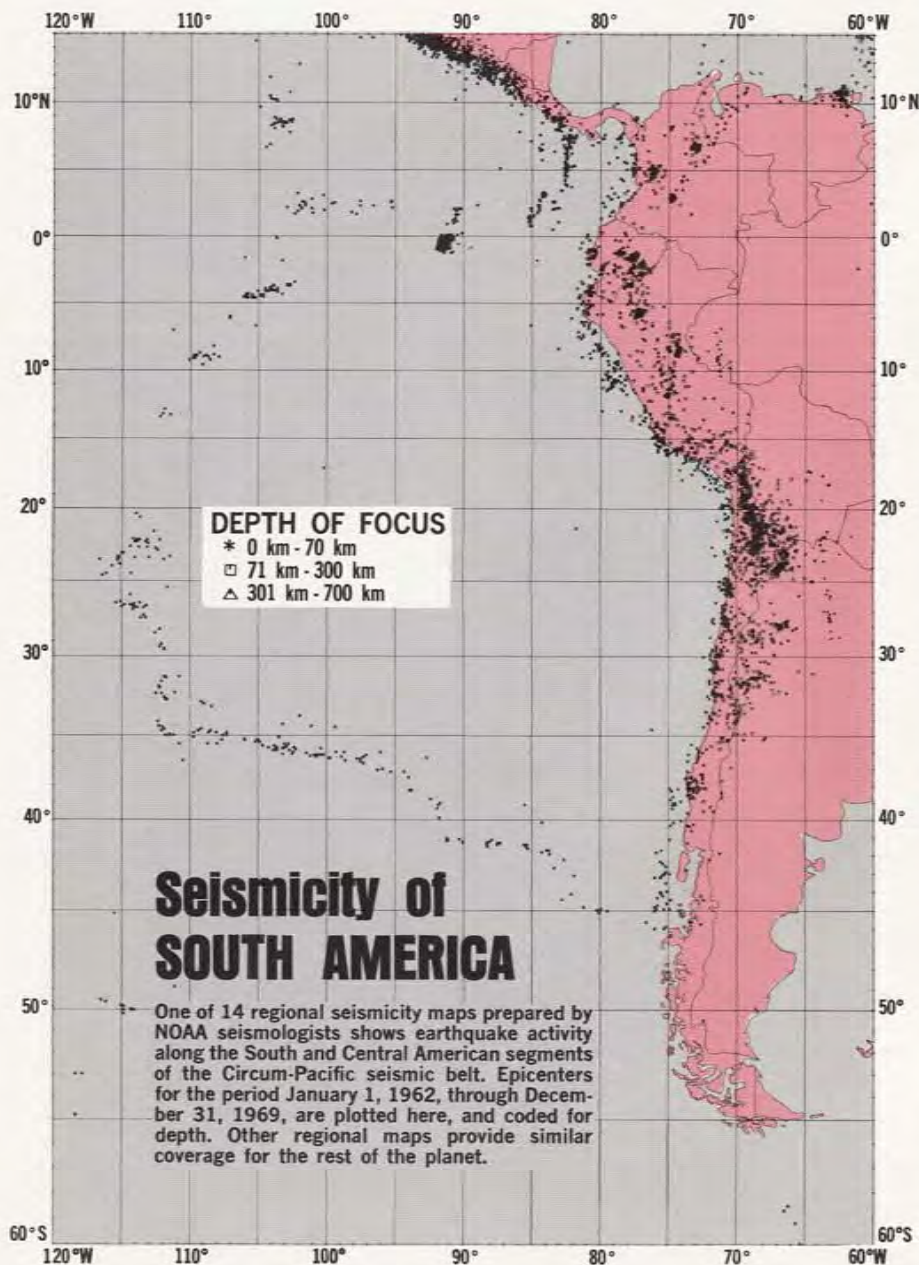 120°W 110° 100° 90° 80° 70° 60°W
10°N 10°N
0° 0°
10° 10°
20° 20°
DEPTH OF FOCUS
* 0 km - 70 km
□ 71 km - 300 km
△ 301 km - 700 km
30° 30°
40° 40°
Seismicity of
SOUTH AMERICA
50° 50°
One of 14 regional seismicity maps prepared by
NOAA seismologists shows earthquake activity
along the South and Central American segments
of the Circum-Pacific seismic belt. Epicenters
for the period January 1, 1962, through Decem-
ber 31, 1969, are plotted here, and coded for
depth. Other regional maps provide similar
coverage for the rest of the planet.
60°S 60°S
120°W 110° 100° 90° 80° 70° 60°W